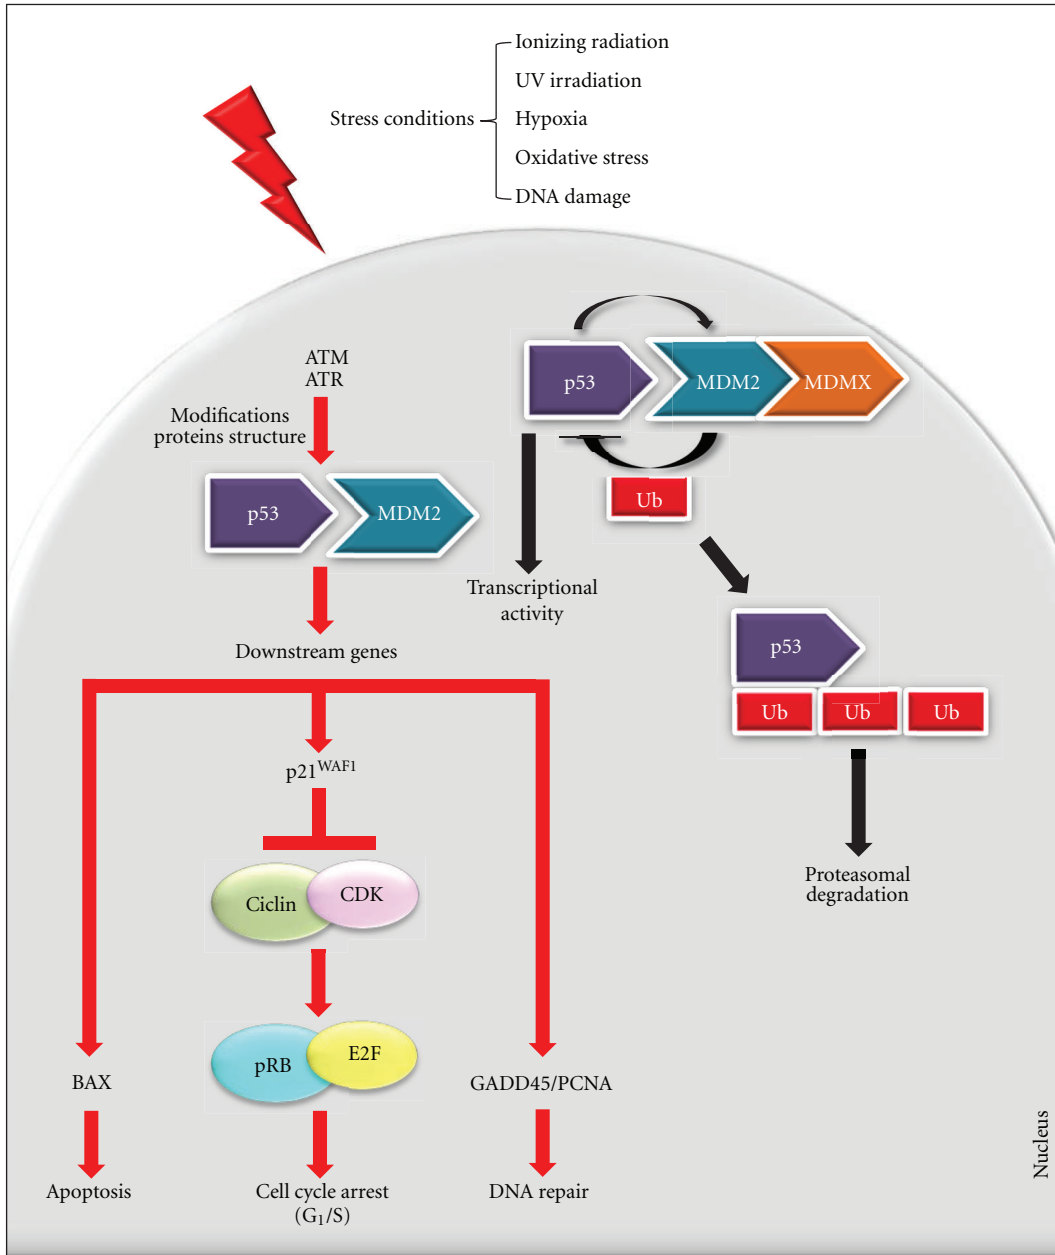 Ionizing radiation
UV irradiation
Stress conditions
Hypoxia
Oxidative stress
DNA damage
ATM
ATR
Modifications
proteins structure
p53
MDM2
p53
MDM2
MDMX
Ub
Transcriptional
activity
Downstream genes
p53
Ub
Ub
Ub
p21WAF1
Proteasomal
degradation
Ciclin
CDK
pRB
E2F
BAX
GADD45/PCNA
Apoptosis
Cell cycle arrest
(G1/S)
DNA repair
Nucleus